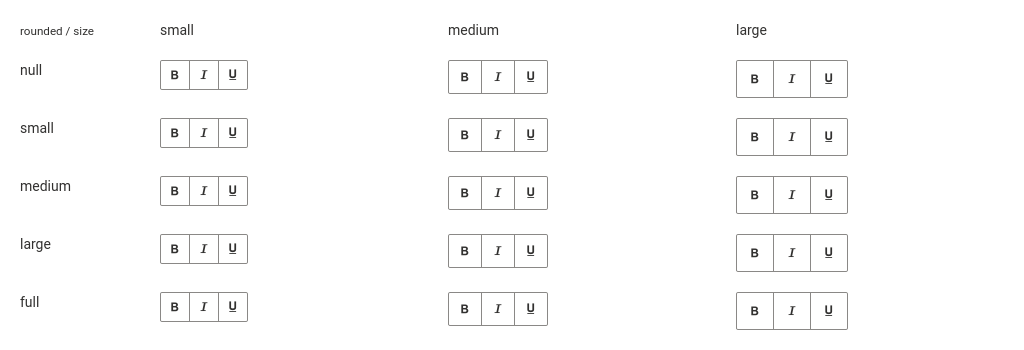 rounded / size small medium large
null B I U B I U B I U
small B I U B I U B I U
medium B I U B I U B I U
large B I U B I U B I U
full B I U B I U B I U